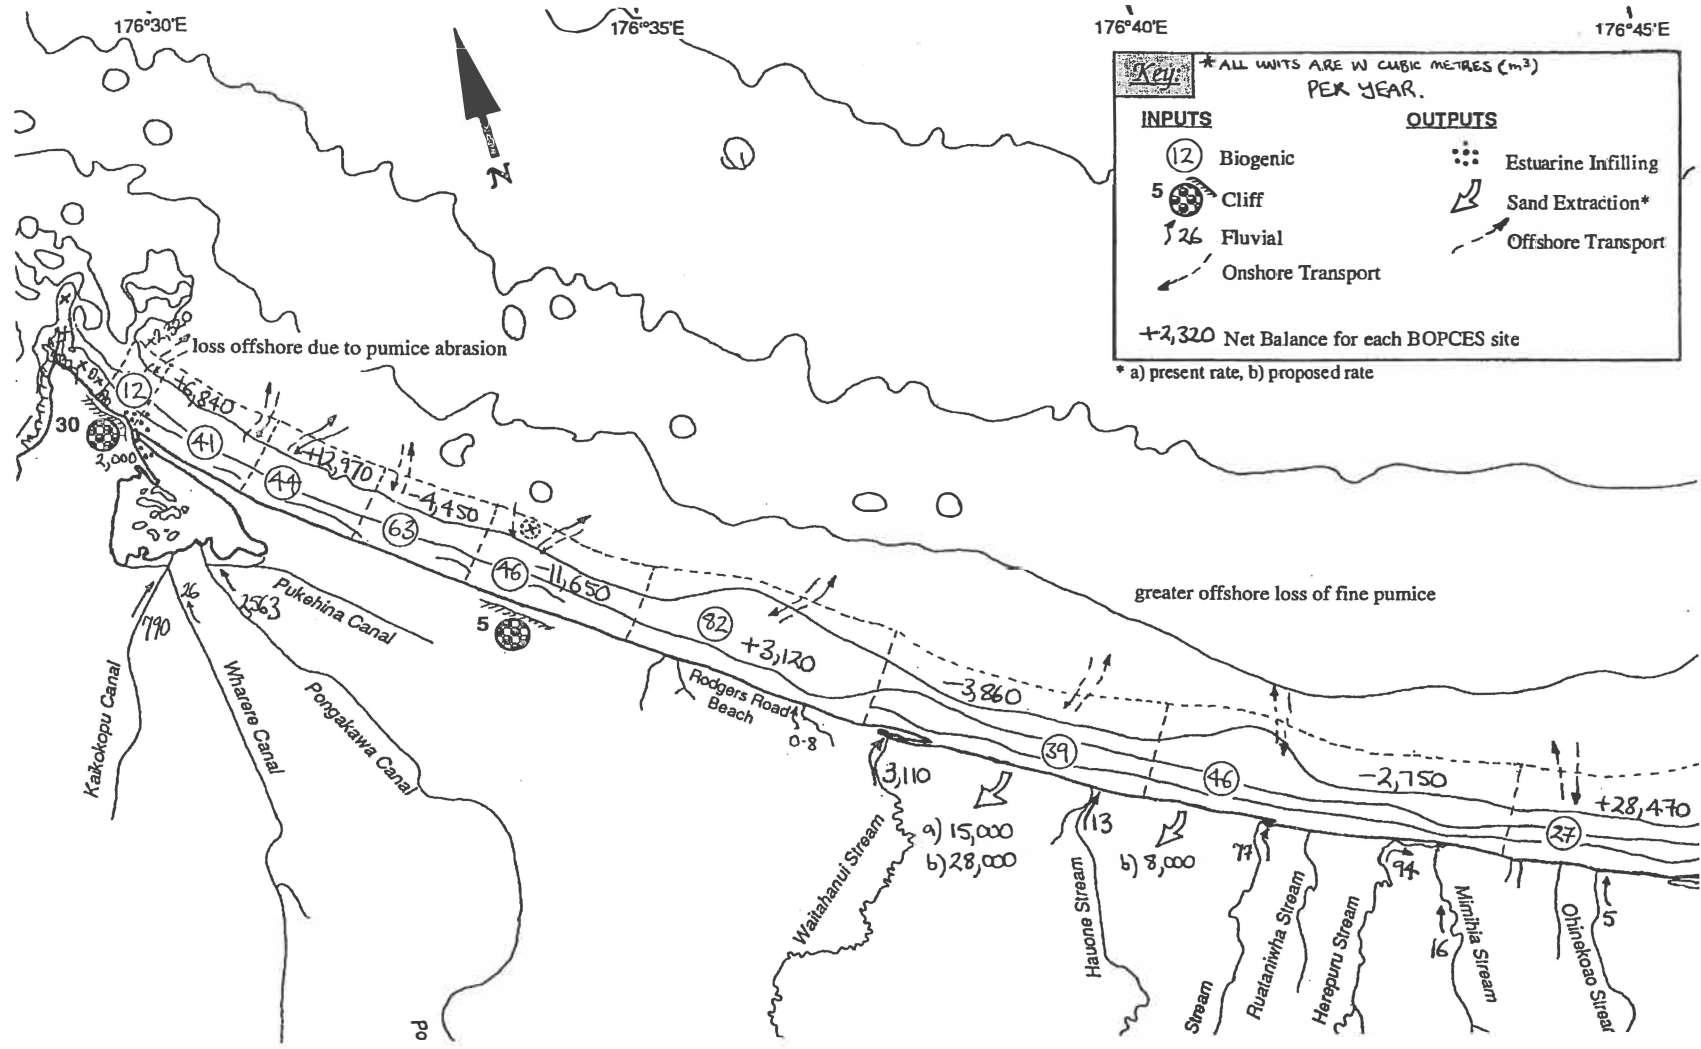 176°30'E
176°35'E
176°40'E
176°45'E
N
Key:
* ALL UNITS ARE IN CUBIC METRES (m³)
PER YEAR.
INPUTS
OUTPUTS
12 Biogenic
Estuarine Infilling
5 Cliff
Sand Extraction*
26 Fluvial
Offshore Transport
Onshore Transport
+2,320 Net Balance for each BOPCES site
* a) present rate, b) proposed rate
+2,320
loss offshore due to pumice abrasion
12
+6,840
30
41
2,000
+12,970
44
-4,450
63
46
-11,650
5
82
+3,120
greater offshore loss of fine pumice
790
26
2563
Pukehina Canal
Kaikokopu Canal
Wharere Canal
Pongakawa Canal
Po
Rodgers Road
Beach
0.8
-3,860
39
46
-2,750
+28,470
27
3,110
a) 15,000
b) 28,000
13
b) 8,000
77
94
16
5
Waitahanui Stream
Hauone Stream
Stream
Ruataniwha Stream
Herepuru Stream
Mimihia Stream
Ohinekoao Stream